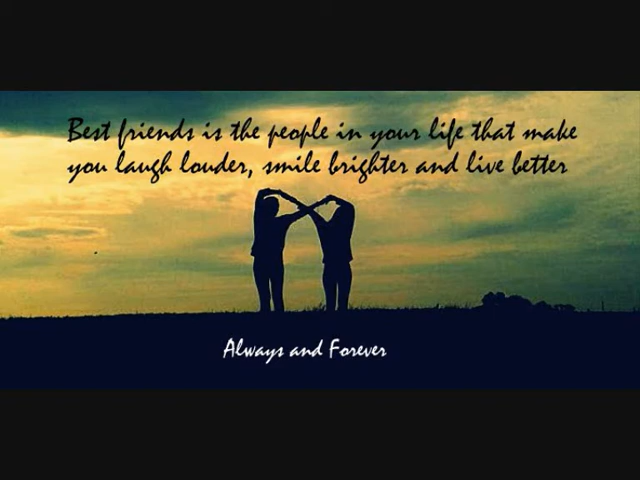 Best friends is the people in your life that make
you laugh louder, smile brighter and live better
Always and Forever